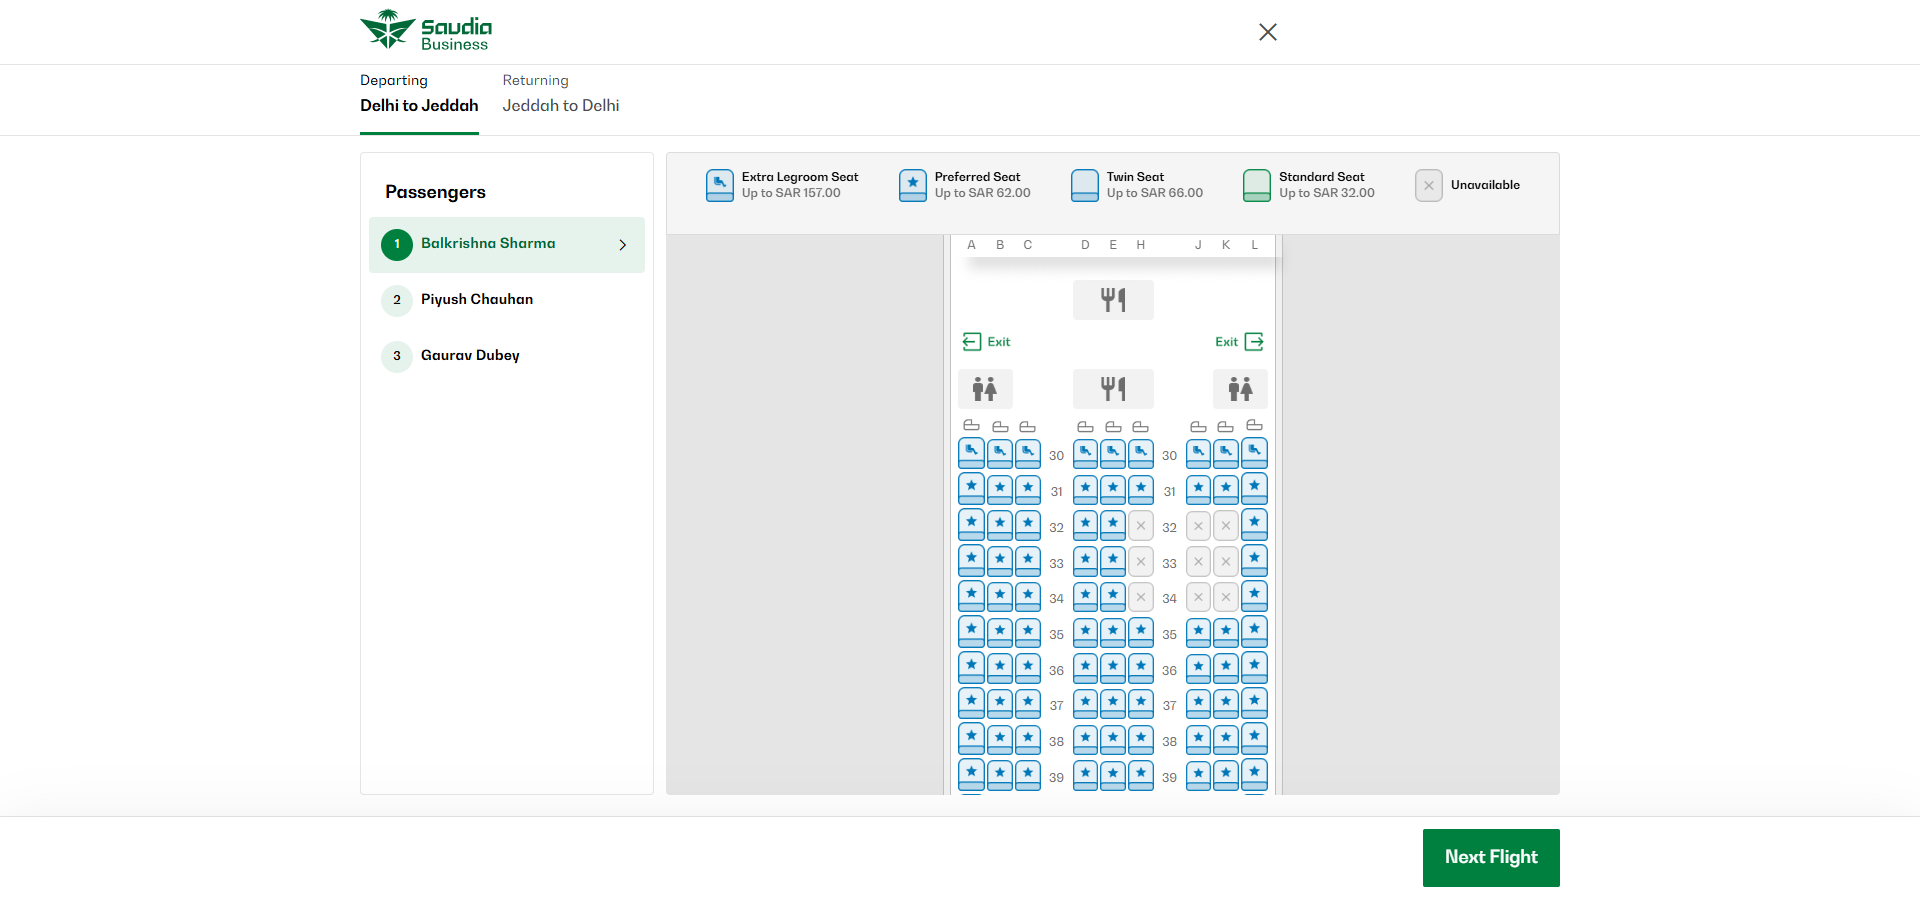 Saudia
Business
Departing
Delhi to Jeddah
Returning
Jeddah to Delhi
Passengers
1 Balkrishna Sharma
2 Piyush Chauhan
3 Gaurav Dubey
Extra Legroom Seat
Up to SAR 157.00
Preferred Seat
Up to SAR 62.00
Twin Seat
Up to SAR 66.00
Standard Seat
Up to SAR 32.00
Unavailable
A B C D E H J K L
Exit Exit
30 30
31 31
32 32
33 33
34 34
35 35
36 36
37 37
38 38
39 39
Next Flight